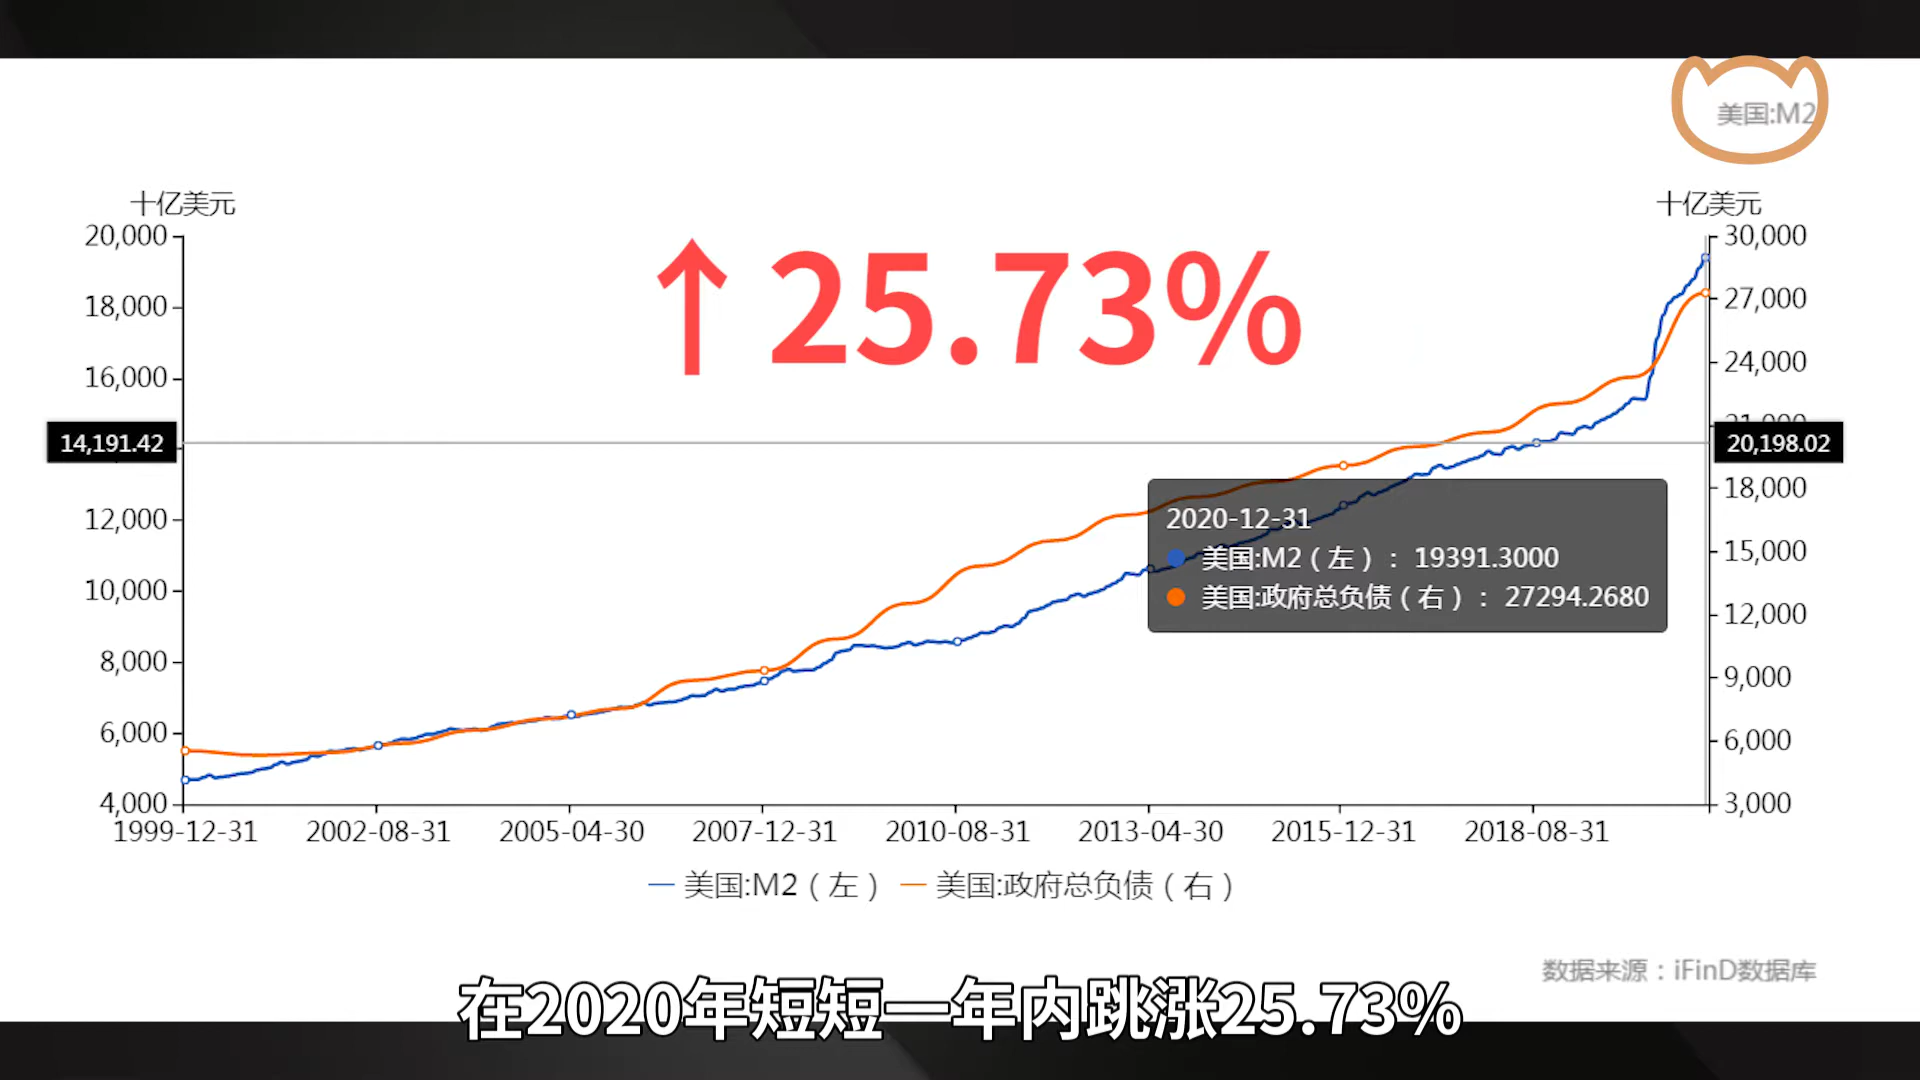 美国:M2
十亿美元
十亿美元
↑25.73%
20,000
18,000
16,000
14,191.42
12,000
10,000
8,000
6,000
4,000
30,000
27,000
24,000
21,000
20,198.02
18,000
15,000
12,000
9,000
6,000
3,000
2020-12-31
美国:M2（左）： 19391.3000
美国:政府总负债（右）： 27294.2680
1999-12-31 2002-08-31 2005-04-30 2007-12-31 2010-08-31 2013-04-30 2015-12-31 2018-08-31
美国:M2（左） 美国:政府总负债（右）
数据来源：iFinD数据库
在2020年短短一年内跳涨25.73%